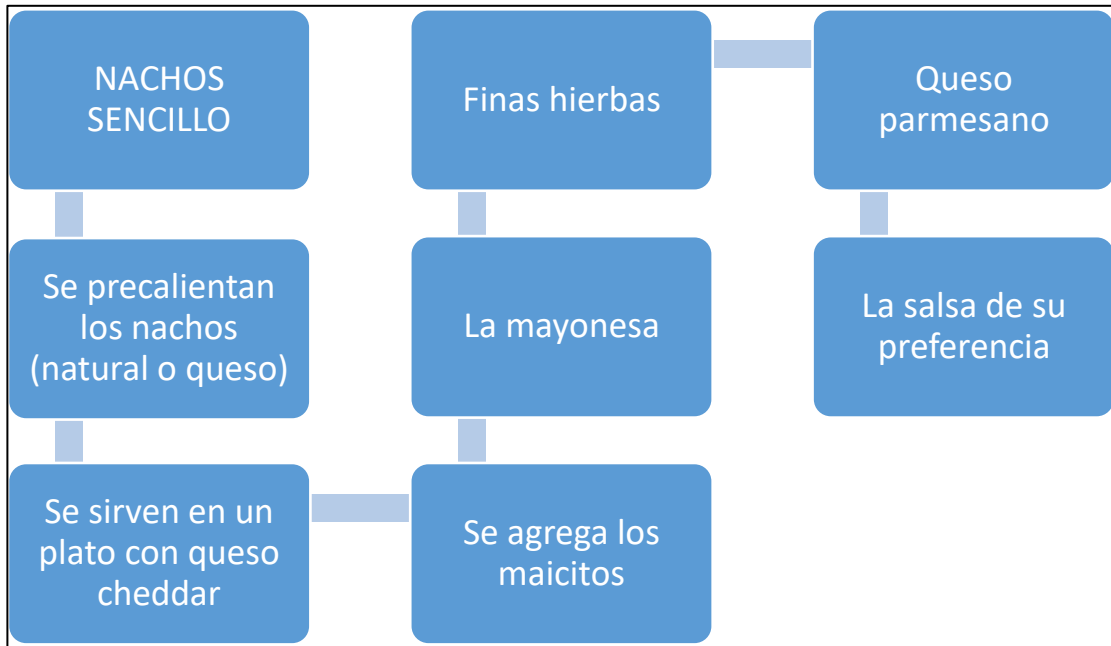 NACHOS
SENCILLO
Se precalientan
los nachos
(natural o queso)
Se sirven en un
plato con queso
cheddar
Se agrega los
maicitos
La mayonesa
Finas hierbas
Queso
parmesano
La salsa de su
preferencia